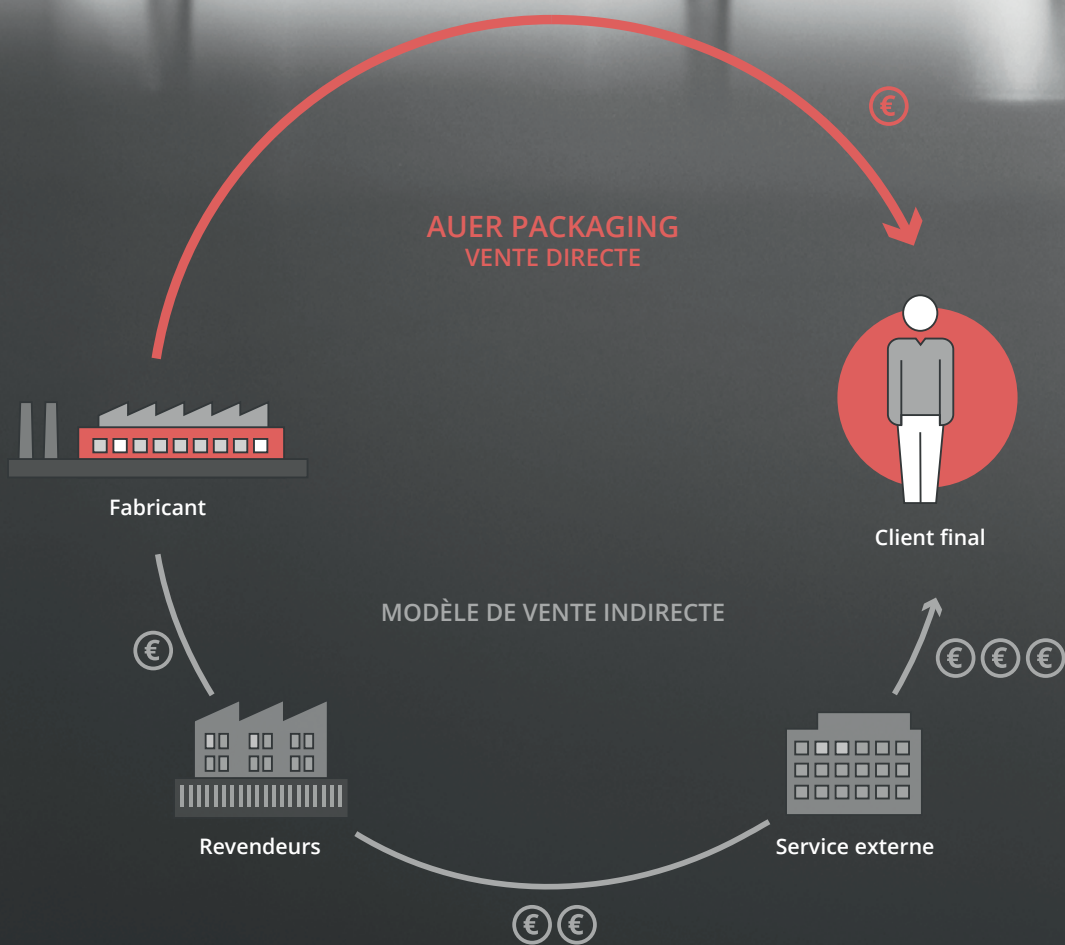 €
AUER PACKAGING
VENTE DIRECTE
Fabricant
Client final
MODÈLE DE VENTE INDIRECTE
€
€ € €
Revendeurs
Service externe
€ €